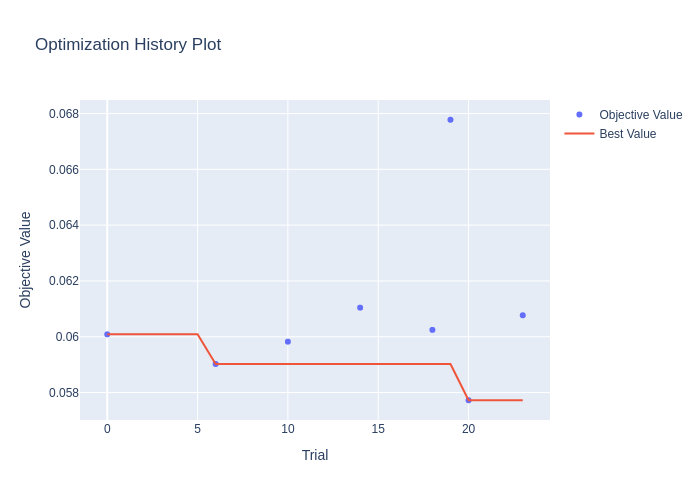 Optimization History Plot
Objective Value
Best Value
0.068
0.066
0.064
0.062
0.06
0.058
Objective Value
0
5
10
15
20
Trial